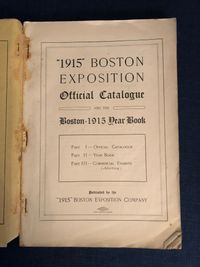 "1915" BOSTON
EXPOSITION
Official Catalogue
AND THE
Boston-1915 Year Book
PART I—OFFICIAL CATALOGUE
PART II—YEAR BOOK
PART III—COMMERCIAL EXHIBITS
(Advertising)
Published by the
"1915" BOSTON EXPOSITION COMPANY